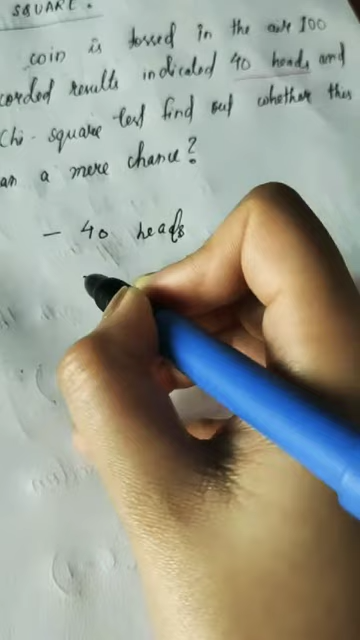 SQUARE.
coin is tossed in the air 100
corded results indicated 40 heads and
Chi-square test find out whether this
an a mere chance?
- 40 heads